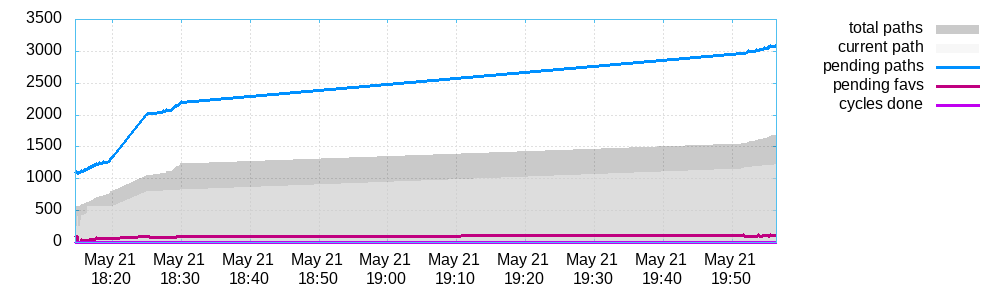 3500
3000
2500
2000
1500
1000
500
0
May 21 May 21 May 21 May 21 May 21 May 21 May 21 May 21 May 21 May 21
18:20 18:30 18:40 18:50 19:00 19:10 19:20 19:30 19:40 19:50
total paths
current path
pending paths
pending favs
cycles done